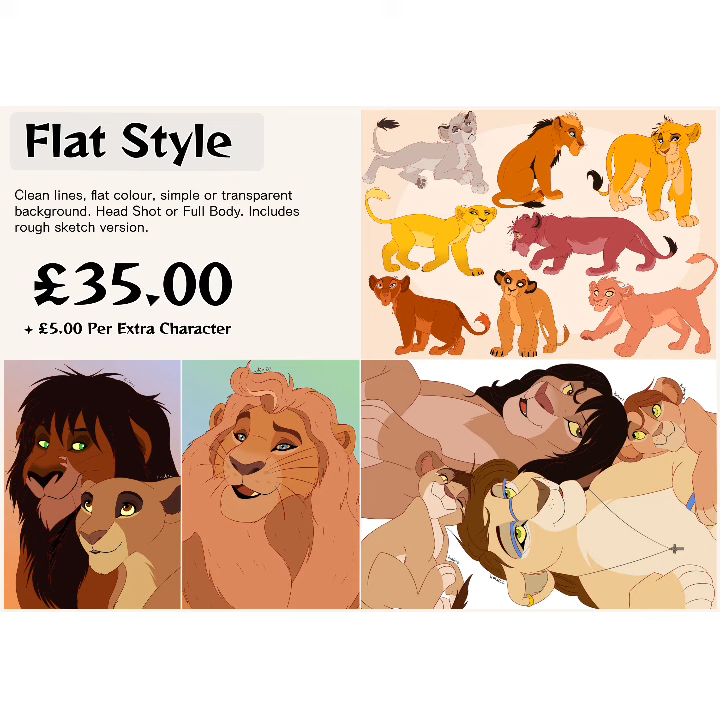 Flat Style
Clean lines, flat colour, simple or transparent
background. Head Shot or Full Body. Includes
rough sketch version.
£35.00
+ £5.00 Per Extra Character